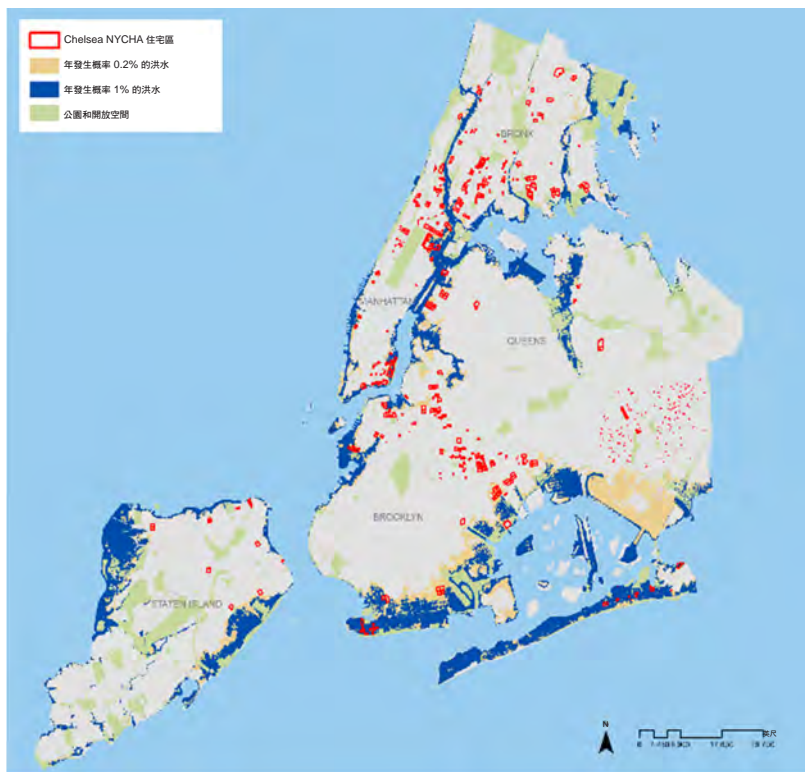 Chelsea NYCHA 住宅區
年發生概率 0.2% 的洪水
年發生概率 1% 的洪水
公園和開放空間
BRONX
MANHATTAN
QUEENS
BROOKLYN
STATEN ISLAND
N
英尺
0